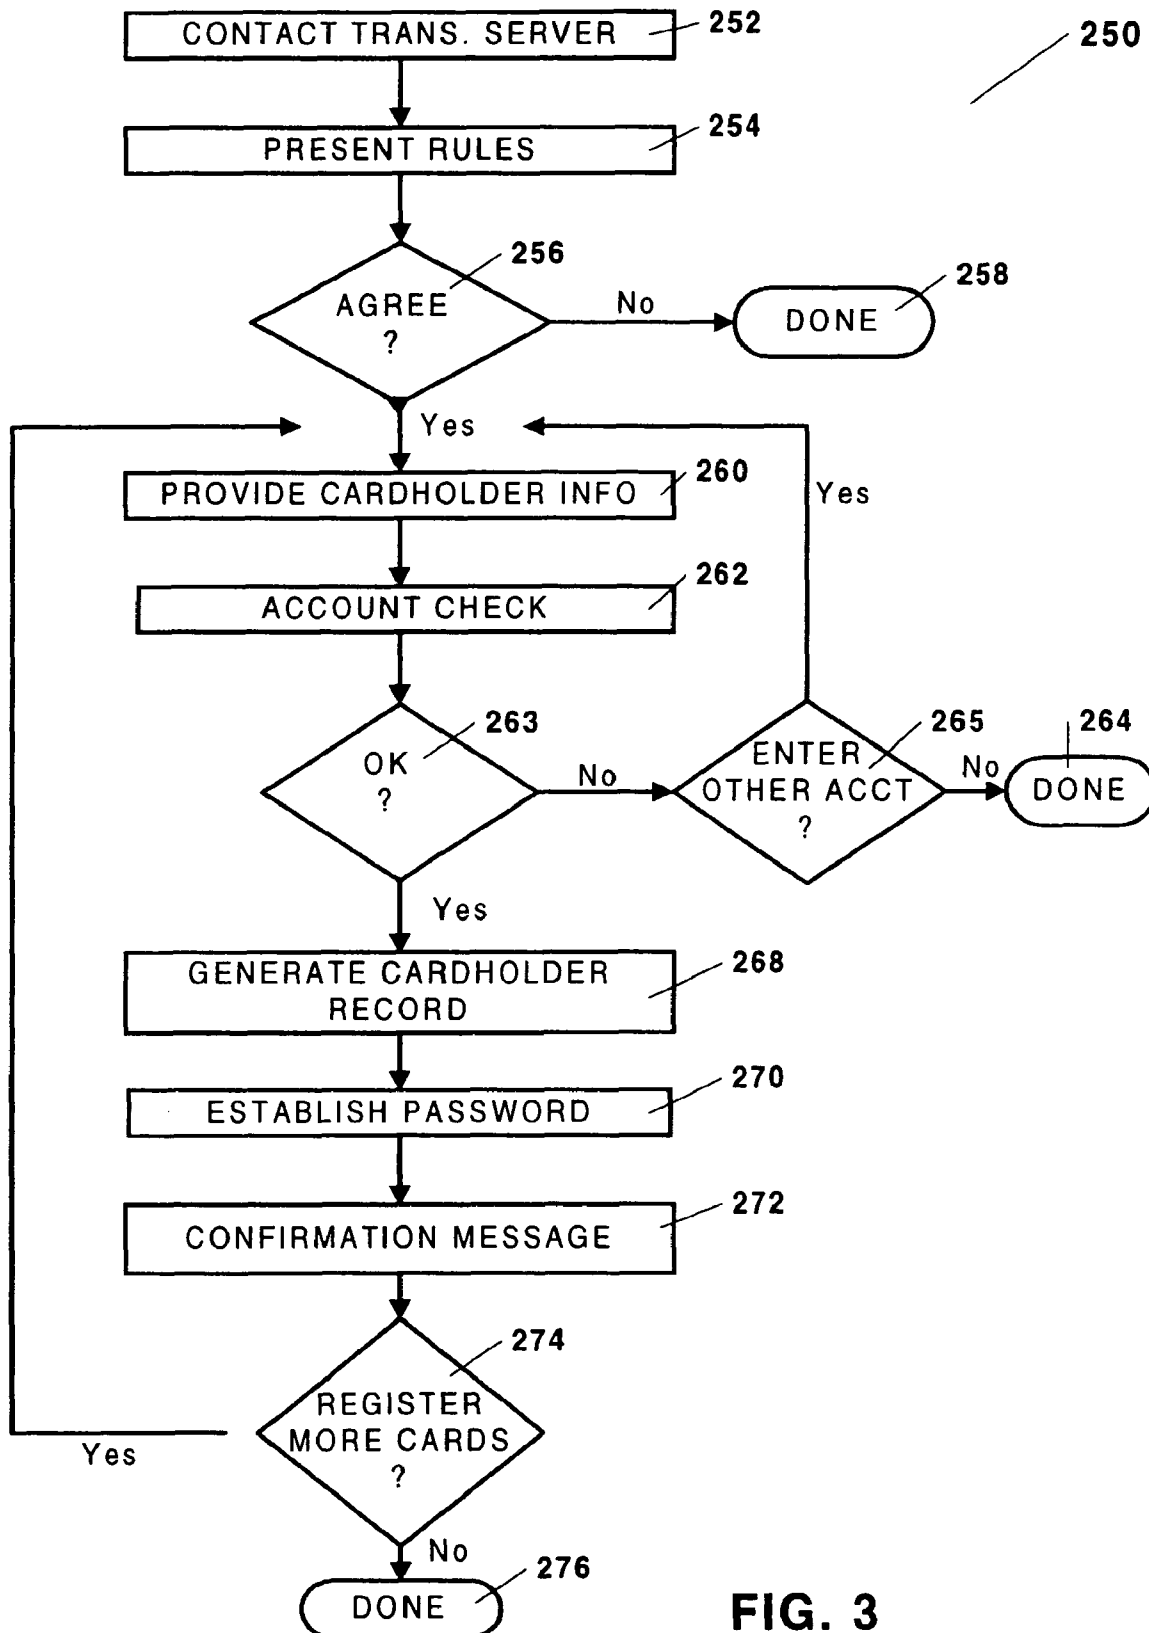 CONTACT TRANS. SERVER 252
250
PRESENT RULES 254
256
AGREE
?
No
DONE 258
Yes
PROVIDE CARDHOLDER INFO 260
Yes
ACCOUNT CHECK 262
263
OK
?
No
265
ENTER
OTHER ACCT
?
No
264
DONE
Yes
GENERATE CARDHOLDER
RECORD
268
ESTABLISH PASSWORD 270
CONFIRMATION MESSAGE 272
274
REGISTER
MORE CARDS
?
Yes
No
DONE 276
FIG. 3